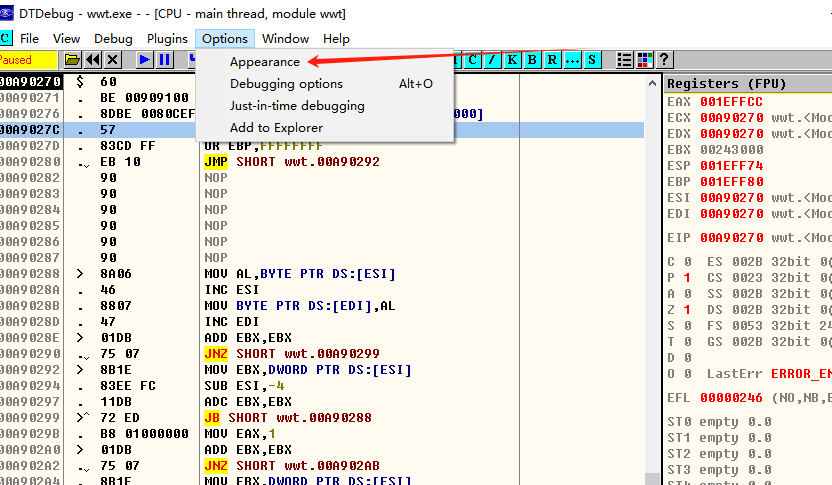 DTDebug - wwt.exe - - [CPU - main thread, module wwt]
C File View Debug Plugins Options Window Help
Paused C / K B R ... S ?
Appearance
Debugging options Alt+O
Just-in-time debugging
Add to Explorer
00A90270 $ 60
00A90271 . BE 00909100
00A90276 . 8DBE 0080CEF 000]
00A9027C . 57
00A9027D . 83CD FF OR EBP,FFFFFFFF
00A90280 . EB 10 JMP SHORT wwt.00A90292
00A90282 90 NOP
00A90283 90 NOP
00A90284 90 NOP
00A90285 90 NOP
00A90286 90 NOP
00A90287 90 NOP
00A90288 > 8A06 MOV AL,BYTE PTR DS:[ESI]
00A9028A . 46 INC ESI
00A9028B . 8807 MOV BYTE PTR DS:[EDI],AL
00A9028D . 47 INC EDI
00A9028E > 01DB ADD EBX,EBX
00A90290 . 75 07 JNZ SHORT wwt.00A90299
00A90292 > 8B1E MOV EBX,DWORD PTR DS:[ESI]
00A90294 . 83EE FC SUB ESI,-4
00A90297 . 11DB ADC EBX,EBX
00A90299 >^ 72 ED JB SHORT wwt.00A90288
00A9029B . B8 01000000 MOV EAX,1
00A902A0 > 01DB ADD EBX,EBX
00A902A2 . 75 07 JNZ SHORT wwt.00A902AB
00A902A4 . 8B1E MOV EBX,DWORD PTR DS:[ESI]
Registers (FPU)
EAX 001EFFCC
ECX 00A90270 wwt.<Mod
EDX 00A90270 wwt.<Mod
EBX 00243000
ESP 001EFF74
EBP 001EFF80
ESI 00A90270 wwt.<Mod
EDI 00A90270 wwt.<Mod
EIP 00A90270 wwt.<Mod
C 0 ES 002B 32bit 0(
P 1 CS 0023 32bit 0(
A 0 SS 002B 32bit 0(
Z 1 DS 002B 32bit 0(
S 0 FS 0053 32bit 24
T 0 GS 002B 32bit 0(
D 0
O 0 LastErr ERROR_EN
EFL 00000246 (NO,NB,E
ST0 empty 0.0
ST1 empty 0.0
ST2 empty 0.0
ST3 empty 0.0
ST4 empty 0.0